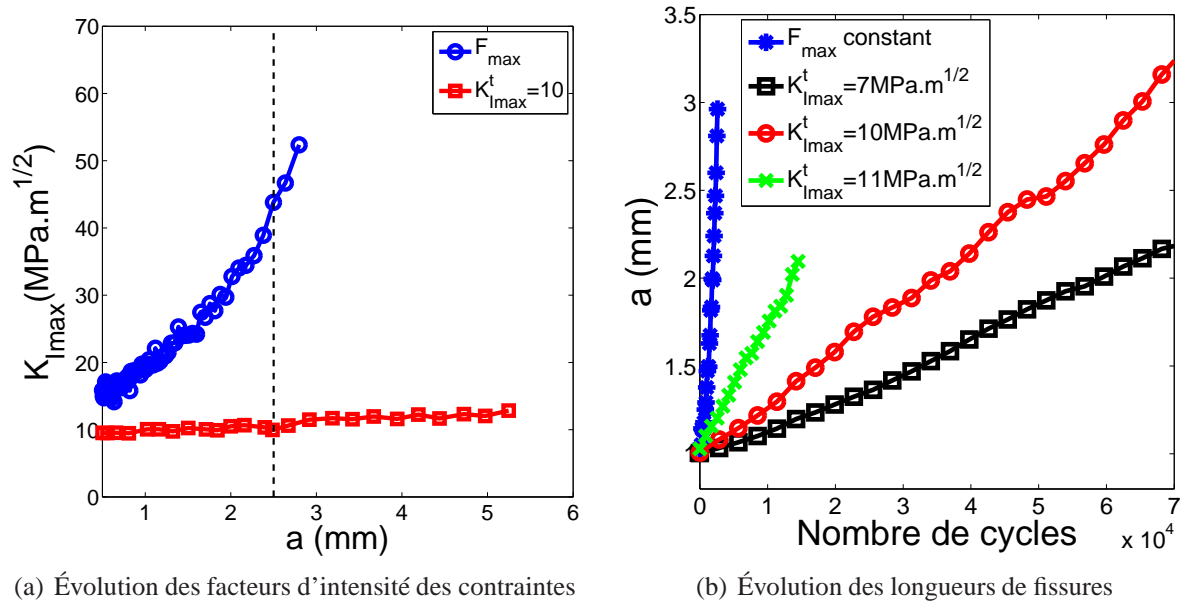 70
60
50
40
30
20
10
0
1 2 3 4 5 6
K_Imax(MPa.m^1/2)
a (mm)
F_max
K^t_Imax=10
(a) Évolution des facteurs d'intensité des contraintes
3.5
3
2.5
2
1.5
0 1 2 3 4 5 6 7
x 10^4
a (mm)
Nombre de cycles
F_max constant
K^t_Imax=7MPa.m^1/2
K^t_Imax=10MPa.m^1/2
K^t_Imax=11MPa.m^1/2
(b) Évolution des longueurs de fissures